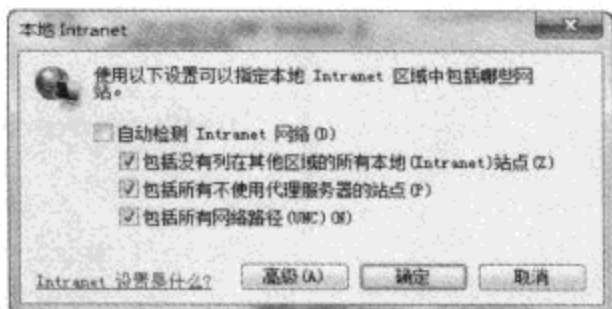 本地 Intranet
使用以下设置可以指定本地 Intranet 区域中包括哪些网
站。
自动检测 Intranet 网络(D)
包括没有列在其他区域的所有本地(Intranet)站点(Z)
包括所有不使用代理服务器的站点(P)
包括所有网络路径(UNC)(N)
Intranet 设置是什么?
高级(A)
确定
取消